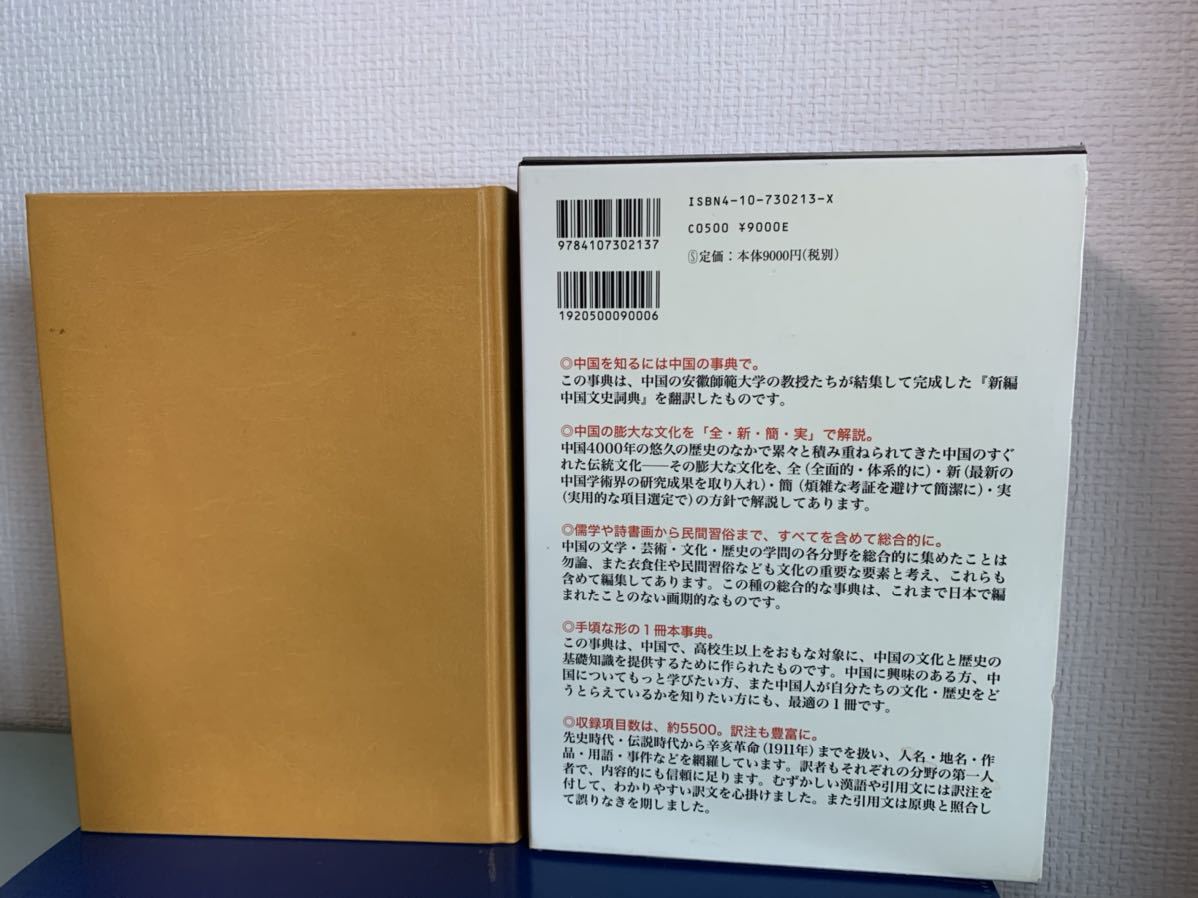 ISBN4-10-730213-X
C0500 ¥9000E
9784107302137
Ⓢ定価：本体9000円(税別)
1920500090006
◎中国を知るには中国の事典で。
この事典は、中国の安徽師範大学の教授たちが結集して完成した『新編
中国文史詞典』を翻訳したものです。
◎中国の膨大な文化を「全・新・簡・実」で解説。
中国4000年の悠久の歴史のなかで累々と積み重ねられてきた中国のすぐ
れた伝統文化――その膨大な文化を、全(全面的・体系的に)・新(最新の
中国学術界の研究成果を取り入れ)・簡(煩雑な考証を避けて簡潔に)・実
(実用的な項目選定で)の方針で解説してあります。
◎儒学や詩書画から民間習俗まで、すべてを含めて総合的に。
中国の文学・芸術・文化・歴史の学問の各分野を総合的に集めたことは
勿論、また衣食住や民間習俗なども文化の重要な要素と考え、これらも
含めて編集してあります。この種の総合的な事典は、これまで日本で編
まれたことのない画期的なものです。
◎手頃な形の1冊本事典。
この事典は、中国で、高校生以上をおもな対象に、中国の文化と歴史の
基礎知識を提供するために作られたものです。中国に興味のある方、中
国についてもっと学びたい方、また中国人が自分たちの文化・歴史をど
うとらえているかを知りたい方にも、最適の1冊です。
◎収録項目数は、約5500。訳注も豊富に。
先史時代・伝説時代から辛亥革命(1911年)までを扱い、人名・地名・作
品・用語・事件などを網羅しています。訳者もそれぞれの分野の第一人
者で、内容的にも信頼に足ります。むずかしい漢語や引用文には訳注を
付して、わかりやすい訳文を心掛けました。また引用文は原典と照合し
て誤りなきを期しました。